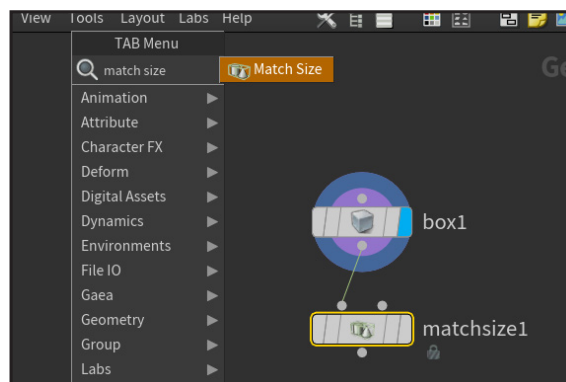 View Tools Layout Labs Help
TAB Menu
match size
Match Size
Animation
Attribute
Character FX
Deform
Digital Assets
Dynamics
Environments
File IO
Gaea
Geometry
Group
Labs
box1
matchsize1